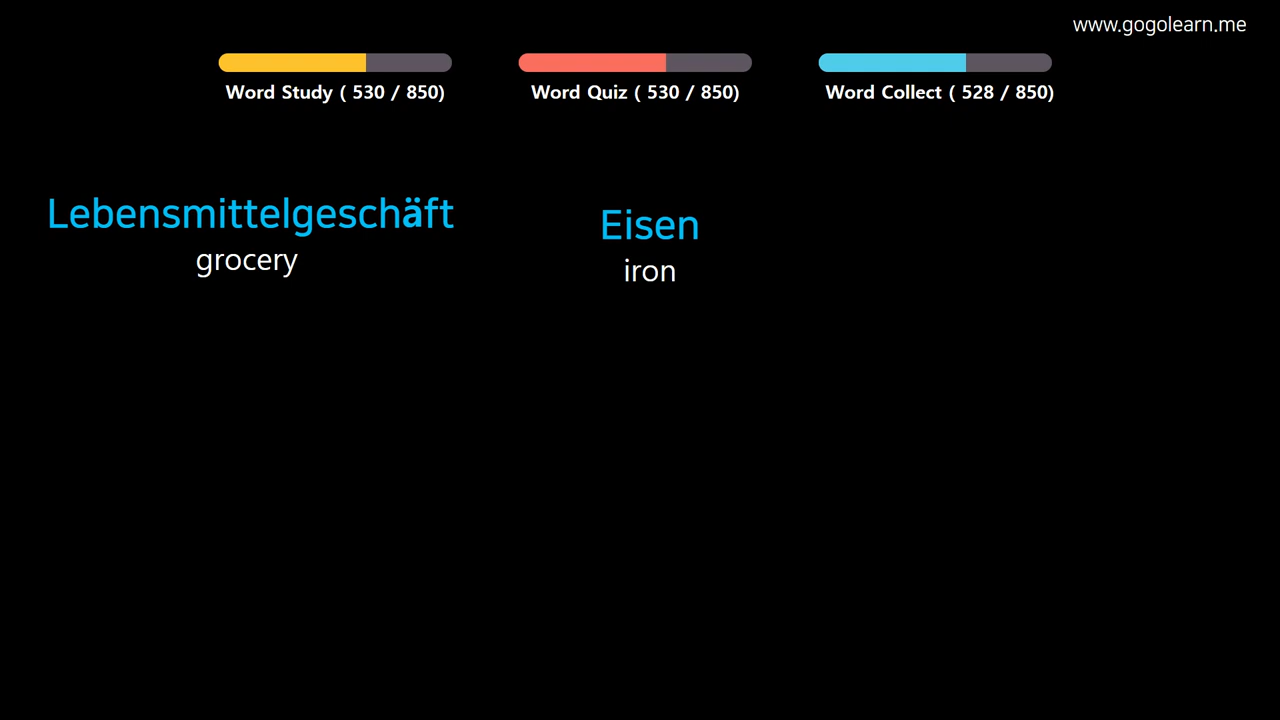 www.gogolearn.me
Word Study ( 530 / 850)
Word Quiz ( 530 / 850)
Word Collect ( 528 / 850)
Lebensmittelgeschäft
grocery
Eisen
iron